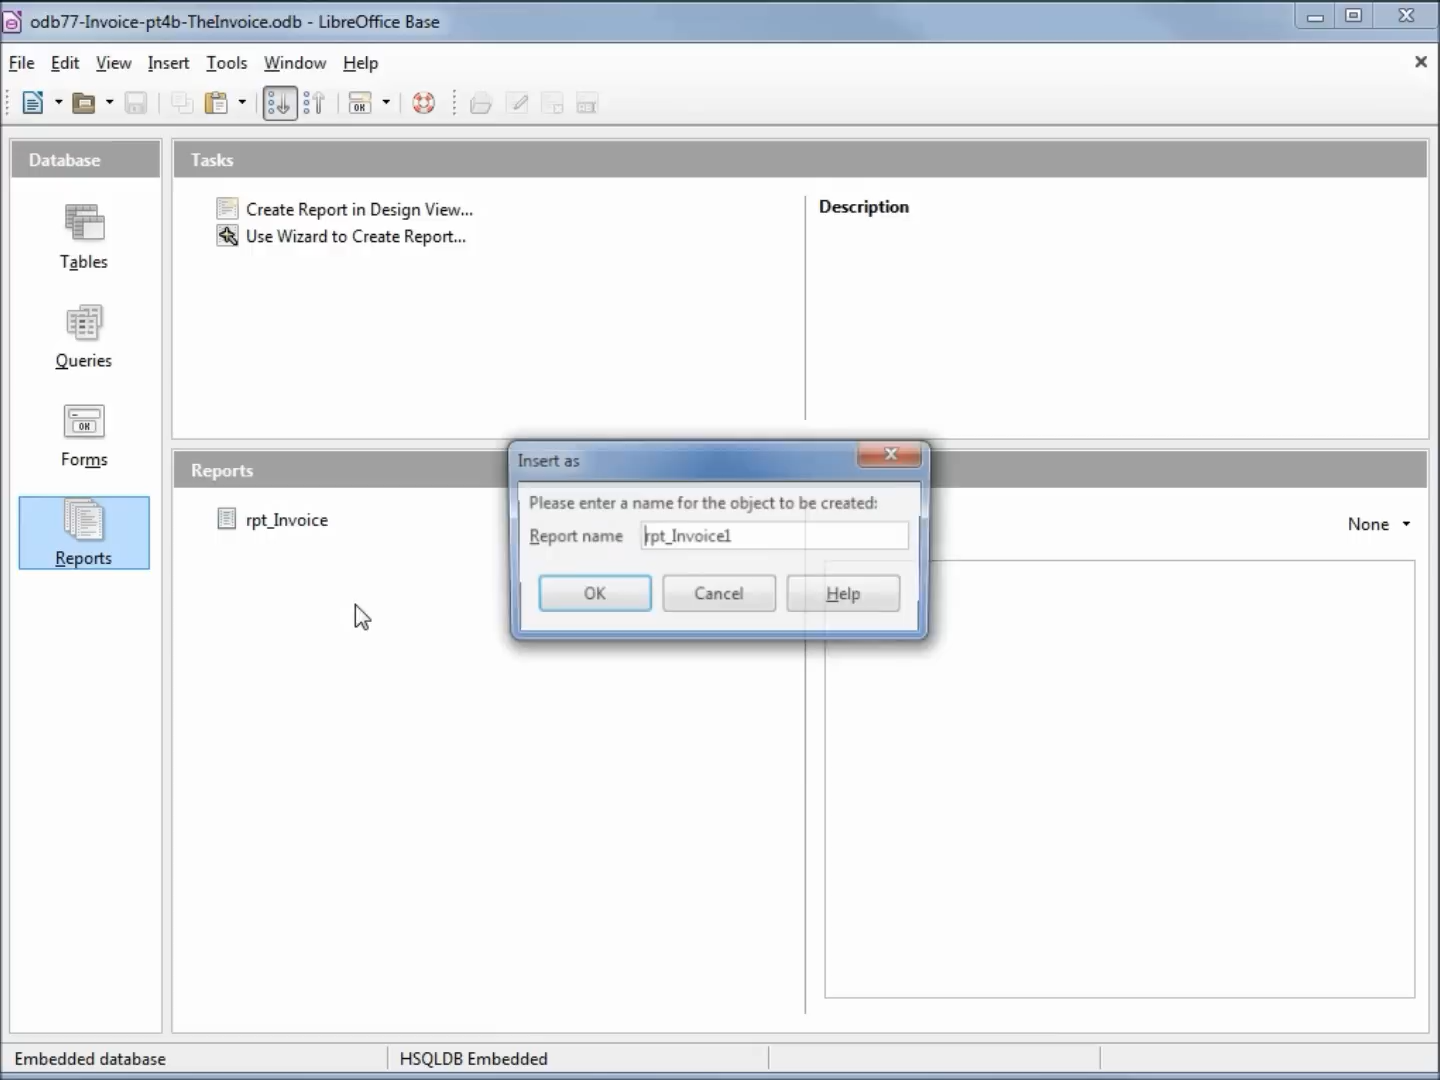 odb77-Invoice-pt4b-TheInvoice.odb - LibreOffice Base
File Edit View Insert Tools Window Help
Database
Tasks
Create Report in Design View...
Use Wizard to Create Report...
Description
Tables
Queries
Forms
Reports
Reports
rpt_Invoice
None
Insert as
Please enter a name for the object to be created:
Report name rpt_Invoice1
OK Cancel Help
Embedded database HSQLDB Embedded